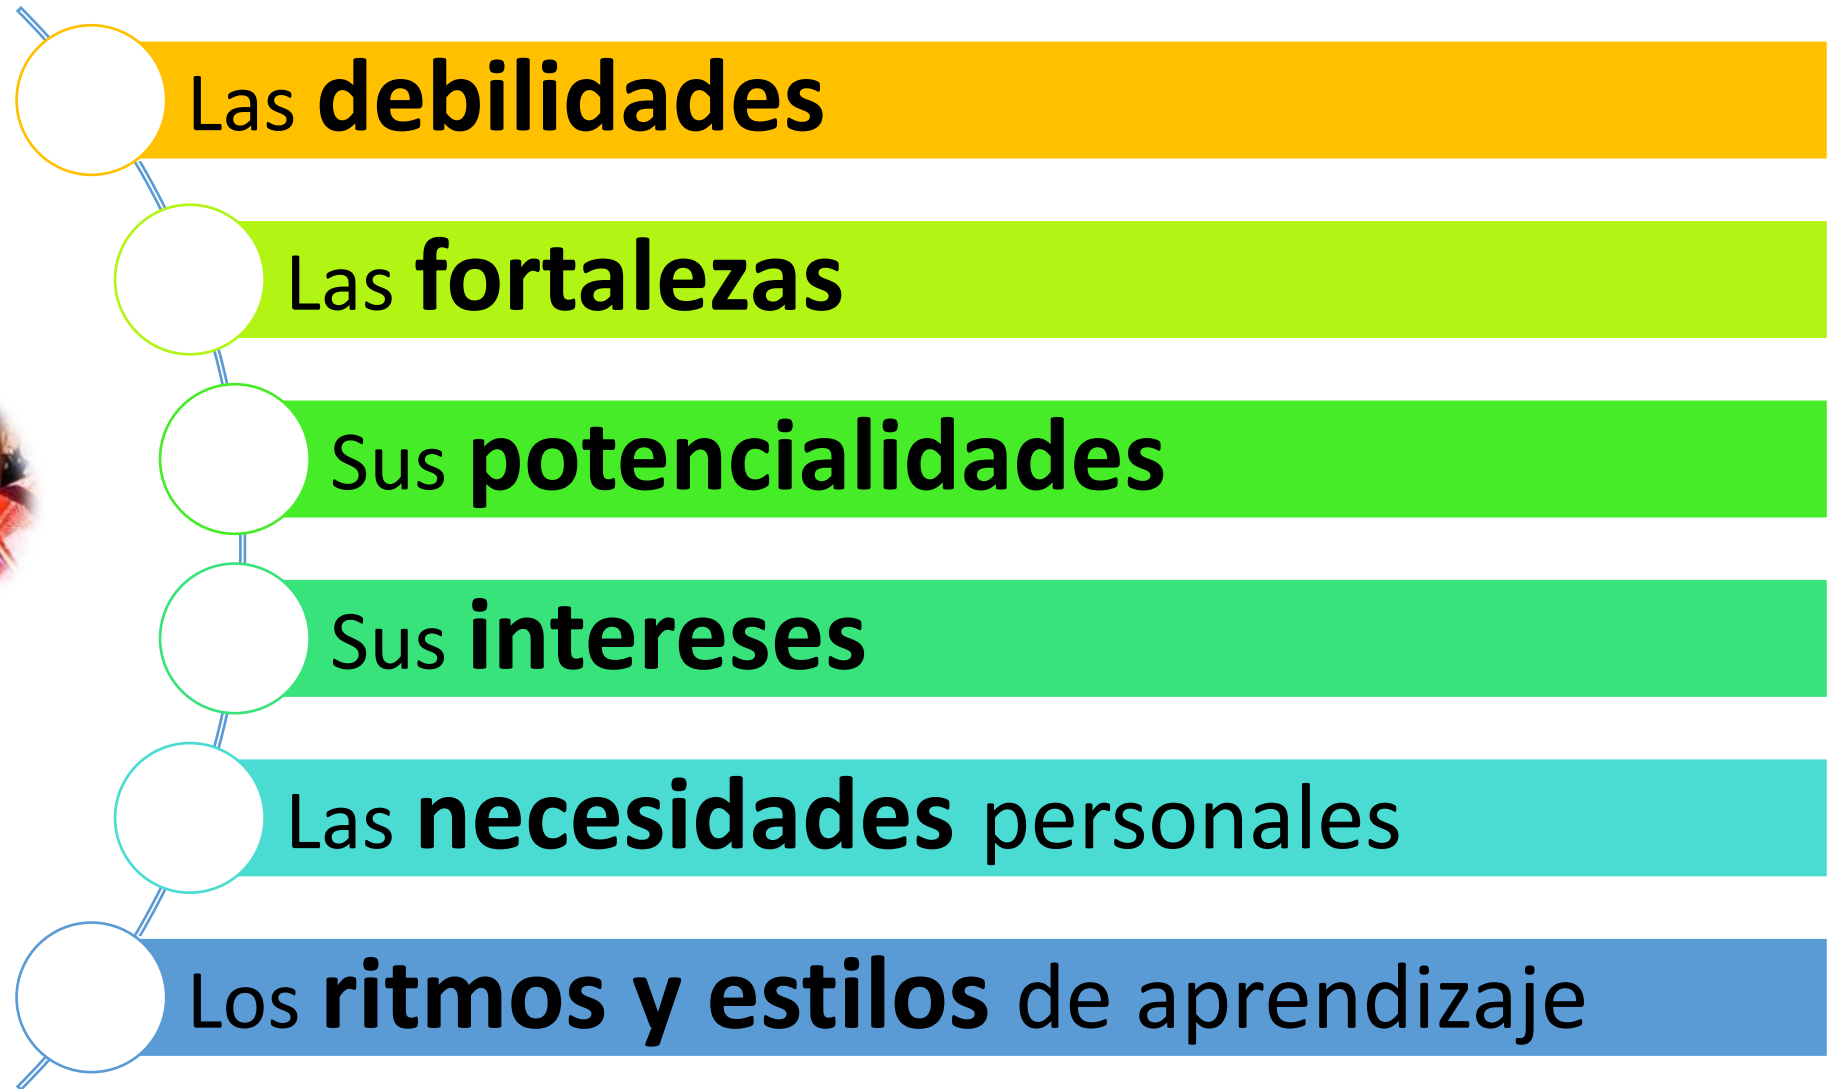 Las debilidades
Las fortalezas
Sus potencialidades
Sus intereses
Las necesidades personales
Los ritmos y estilos de aprendizaje